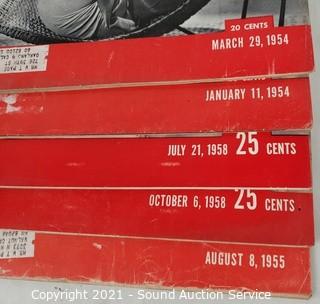 20 CENTS
MARCH 29, 1954
JANUARY 11, 1954
JULY 21, 1958 25 CENTS
OCTOBER 6, 1958 25 CENTS
AUGUST 8, 1955
Copyright 2021 - Sound Auction Service